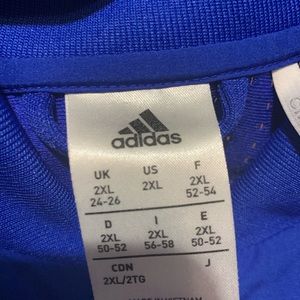 adidas
UK US F
2XL 2XL 2XL
24-26 52-54
D I E
2XL 2XL 2XL
50-52 56-58 50-52
CDN J
2XL/2TG